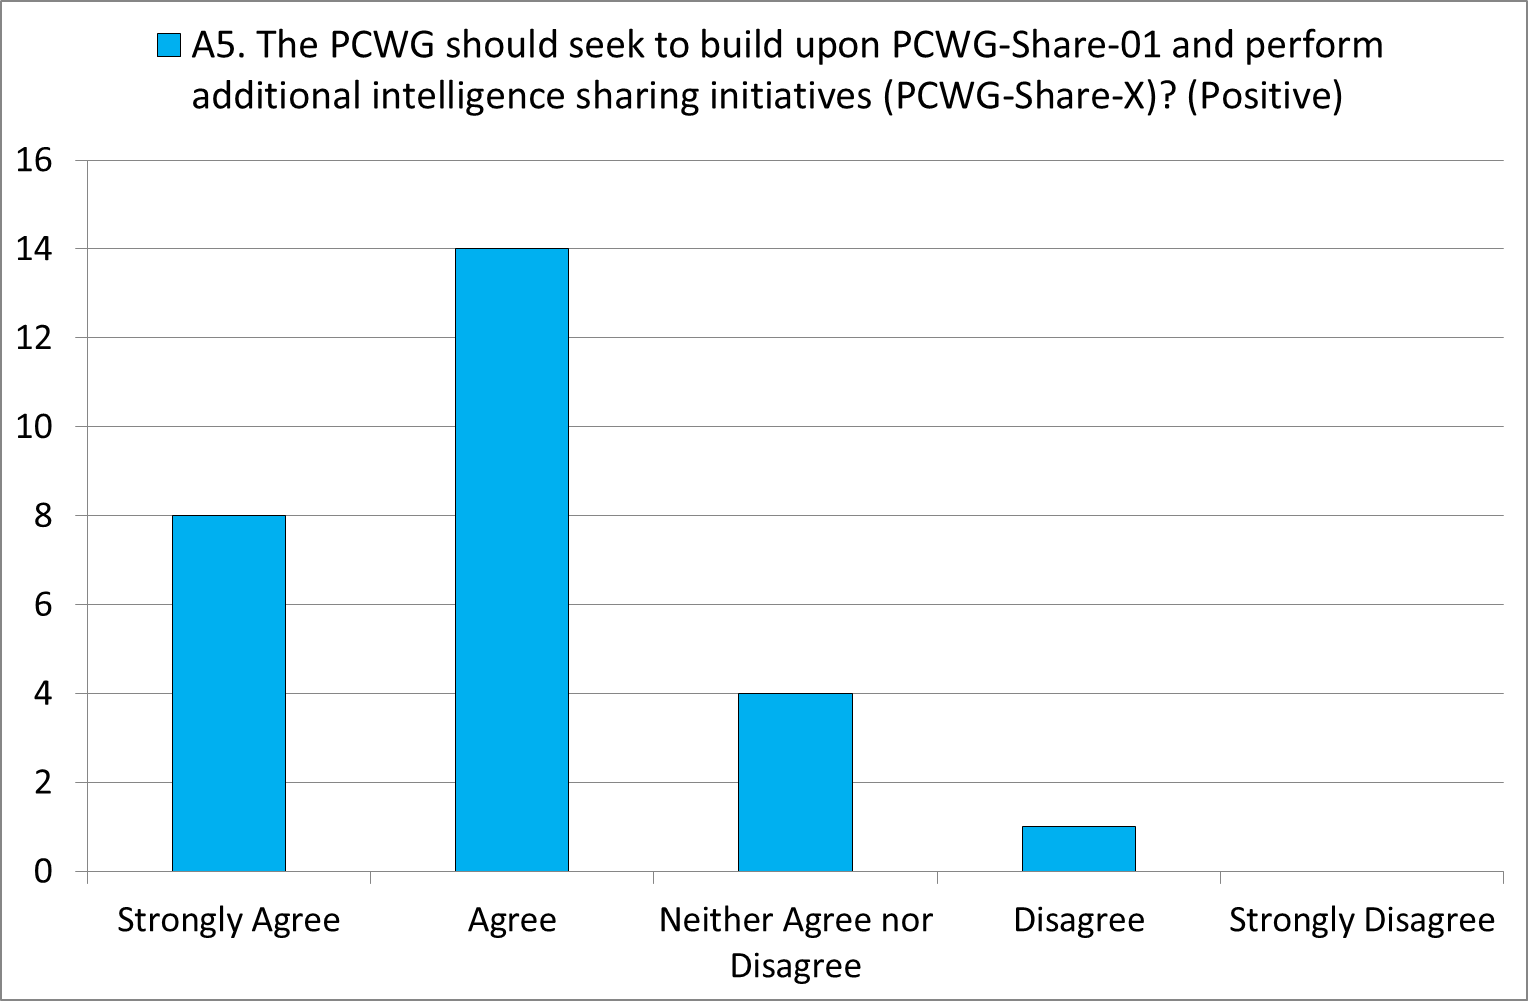 A5. The PCWG should seek to build upon PCWG-Share-01 and perform
additional intelligence sharing initiatives (PCWG-Share-X)? (Positive)
16
14
12
10
8
6
4
2
0
Strongly Agree
Agree
Neither Agree nor
Disagree
Disagree
Strongly Disagree